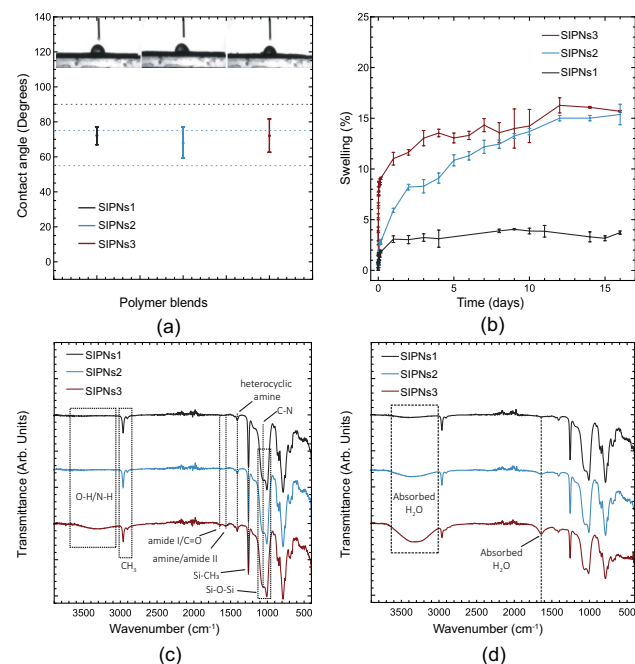 140
120
100
80
60
40
20
0
Contact angle (Degrees)
SIPNs1
SIPNs2
SIPNs3
Polymer blends
(a)
25
20
15
10
5
0
Swelling (%)
SIPNs3
SIPNs2
SIPNs1
0 5 10 15
Time (days)
(b)
SIPNs1
SIPNs2
SIPNs3
heterocyclic
amine
C-N
O-H/N-H
amide I/C=O
amine/amide II
CH₃
Si-CH₃
Si-O-Si
Transmittance (Arb. Units)
3500 3000 2500 2000 1500 1000 500
Wavenumber (cm⁻¹)
(c)
SIPNs1
SIPNs2
SIPNs3
Absorbed
H₂O
Absorbed
H₂O
Transmittance (Arb. Units)
3500 3000 2500 2000 1500 1000 500
Wavenumber (cm⁻¹)
(d)